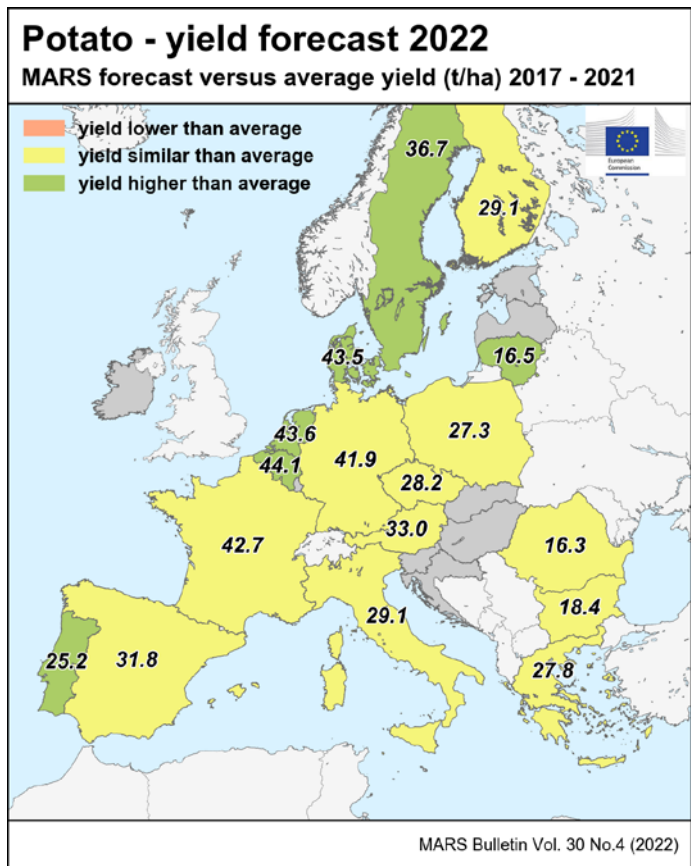 Potato - yield forecast 2022
MARS forecast versus average yield (t/ha) 2017 - 2021
yield lower than average
yield similar than average
yield higher than average
European
Commission
36.7
29.1
43.5
16.5
43.6
44.1
41.9
27.3
28.2
33.0
42.7
16.3
18.4
29.1
27.8
25.2
31.8
MARS Bulletin Vol. 30 No.4 (2022)